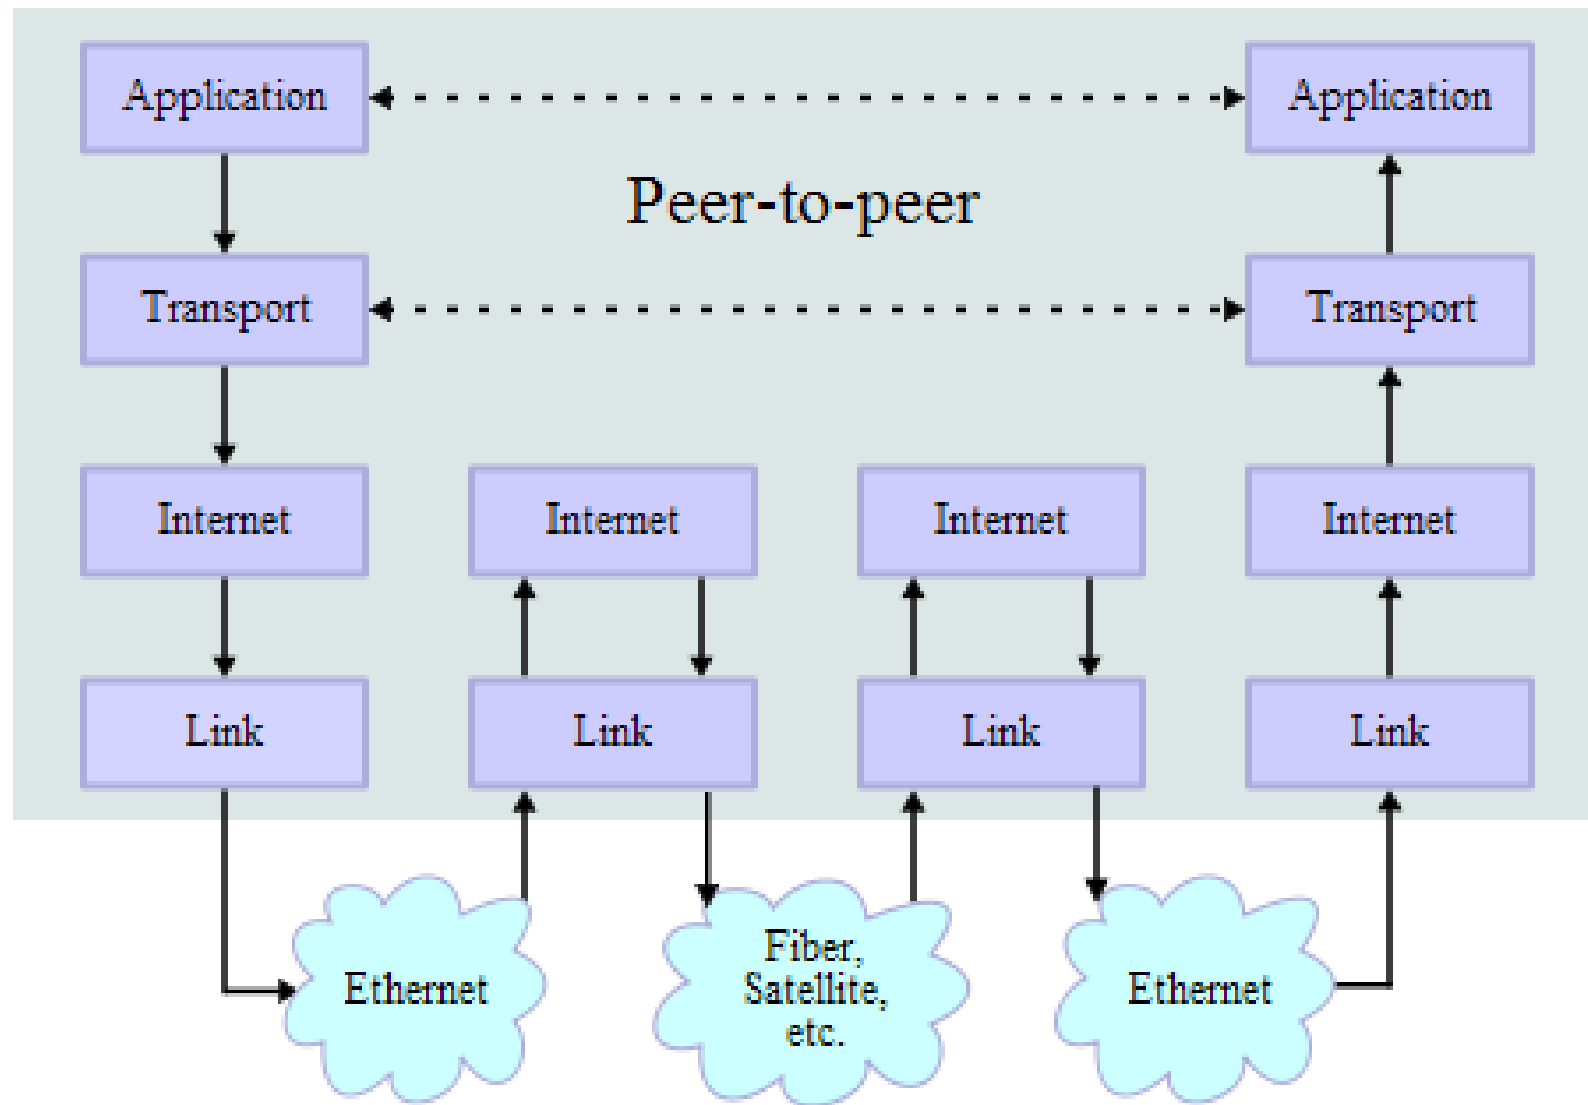 Application
Application
Peer-to-peer
Transport
Transport
Internet
Internet
Internet
Internet
Link
Link
Link
Link
Ethernet
Fiber,
Satellite,
etc.
Ethernet